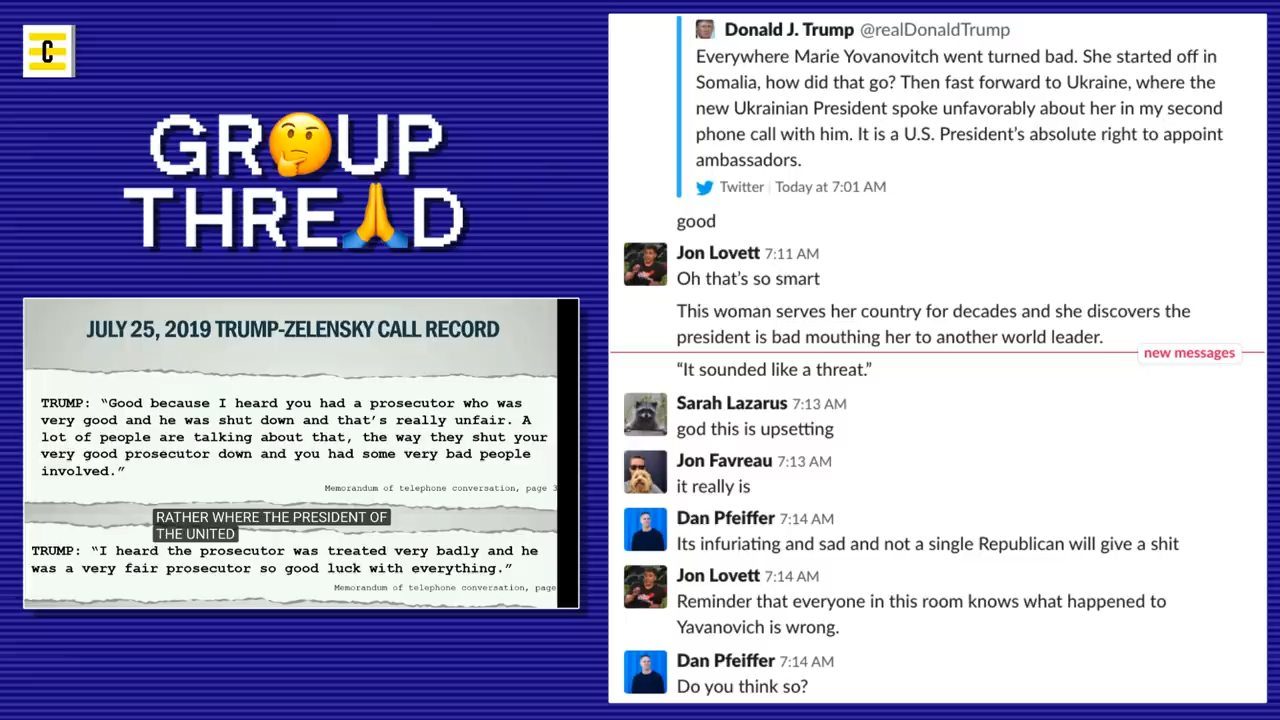 C
GR🤔UP
THRE🙏D
JULY 25, 2019 TRUMP-ZELENSKY CALL RECORD
TRUMP: “Good because I heard you had a prosecutor who was
very good and he was shut down and that’s really unfair. A
lot of people are talking about that, the way they shut your
very good prosecutor down and you had some very bad people
involved.”
Memorandum of telephone conversation, page 3
RATHER WHERE THE PRESIDENT OF
THE UNITED
TRUMP: “I heard the prosecutor was treated very badly and he
was a very fair prosecutor so good luck with everything.”
Memorandum of telephone conversation, page
Donald J. Trump @realDonaldTrump
Everywhere Marie Yovanovitch went turned bad. She started off in
Somalia, how did that go? Then fast forward to Ukraine, where the
new Ukrainian President spoke unfavorably about her in my second
phone call with him. It is a U.S. President’s absolute right to appoint
ambassadors.
Twitter | Today at 7:01 AM
good
Jon Lovett 7:11 AM
Oh that’s so smart
This woman serves her country for decades and she discovers the
president is bad mouthing her to another world leader.
new messages
“It sounded like a threat.”
Sarah Lazarus 7:13 AM
god this is upsetting
Jon Favreau 7:13 AM
it really is
Dan Pfeiffer 7:14 AM
Its infuriating and sad and not a single Republican will give a shit
Jon Lovett 7:14 AM
Reminder that everyone in this room knows what happened to
Yavanovich is wrong.
Dan Pfeiffer 7:14 AM
Do you think so?